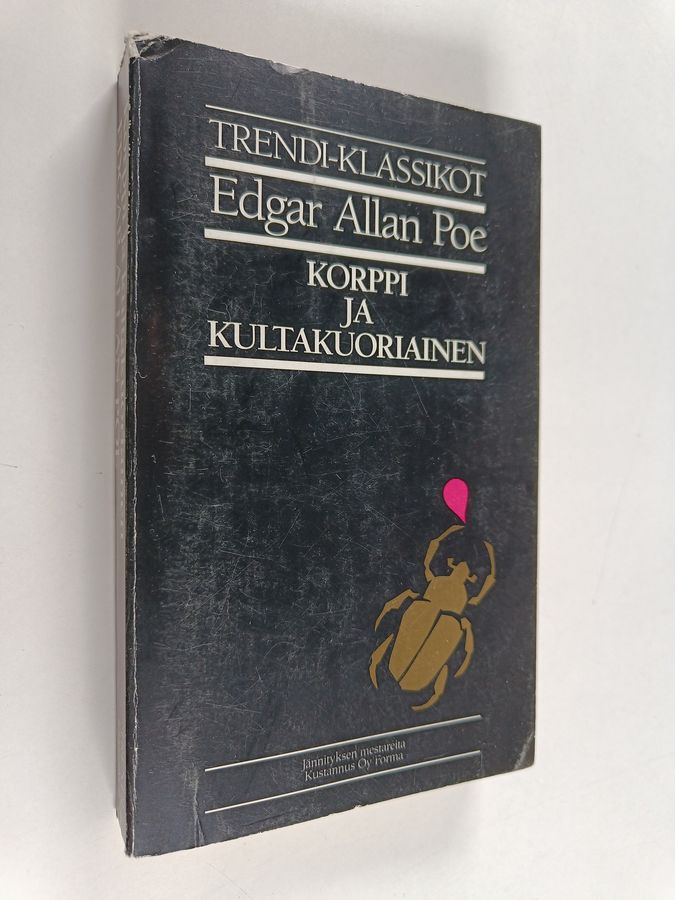 TRENDI-KLASSIKOT
Edgar Allan Poe
KORPPI
JA
KULTAKUORIAINEN
Jännityksen mestareita
Kustannus Oy Forma